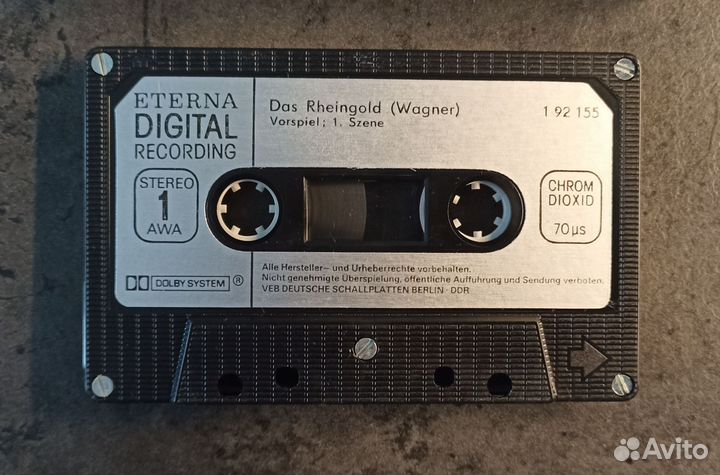 ETERNA
DIGITAL
RECORDING
Das Rheingold (Wagner)
Vorspiel; 1. Szene
1 92 155
STEREO
1
AWA
CHROM
DIOXID
70 µs
DOLBY SYSTEM ®
Alle Hersteller- und Urheberrechte vorbehalten.
Nicht genehmigte Überspielung, öffentliche Aufführung und Sendung verboten.
VEB DEUTSCHE SCHALLPLATTEN BERLIN · DDR
Avito